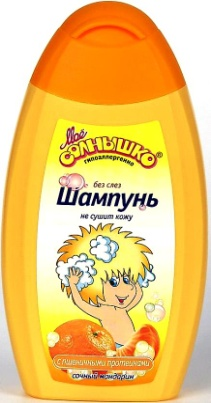 Моё
СОЛНЫШКО
гипоаллергенно
без слез
Шампунь
не сушит кожу
с пшеничными протеинами
сочный мандарин